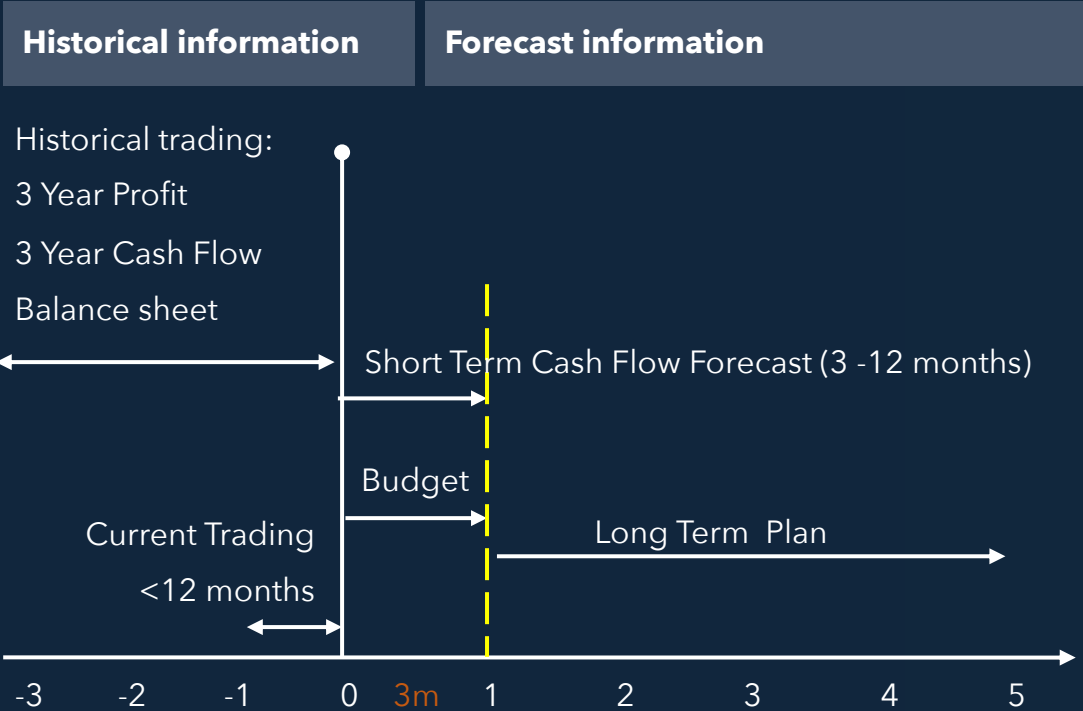 Historical information
Forecast information
Historical trading:
3 Year Profit
3 Year Cash Flow
Balance sheet
Short Term Cash Flow Forecast (3 -12 months)
Budget
Current Trading
<12 months
Long Term  Plan
-3 -2 -1 0 3m 1 2 3 4 5